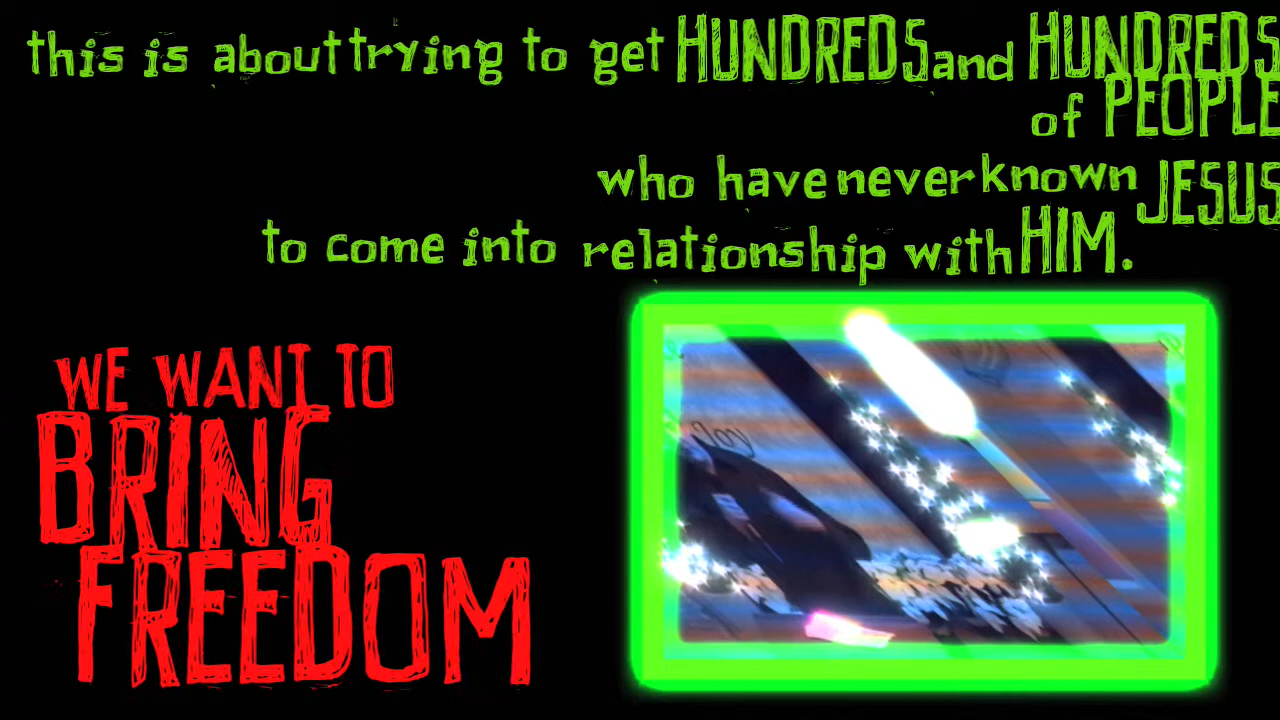 this is about trying to get HUNDREDS and HUNDREDS
of PEOPLE
who have never known JESUS
to come into relationship with HIM.
WE WANT TO
BRING
FREEDOM
Joy